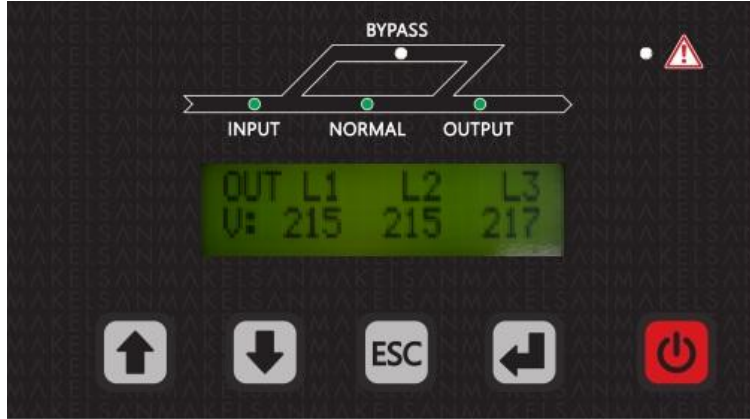 BYPASS
INPUT NORMAL OUTPUT
OUT L1 L2 L3
V: 215 215 217
ESC